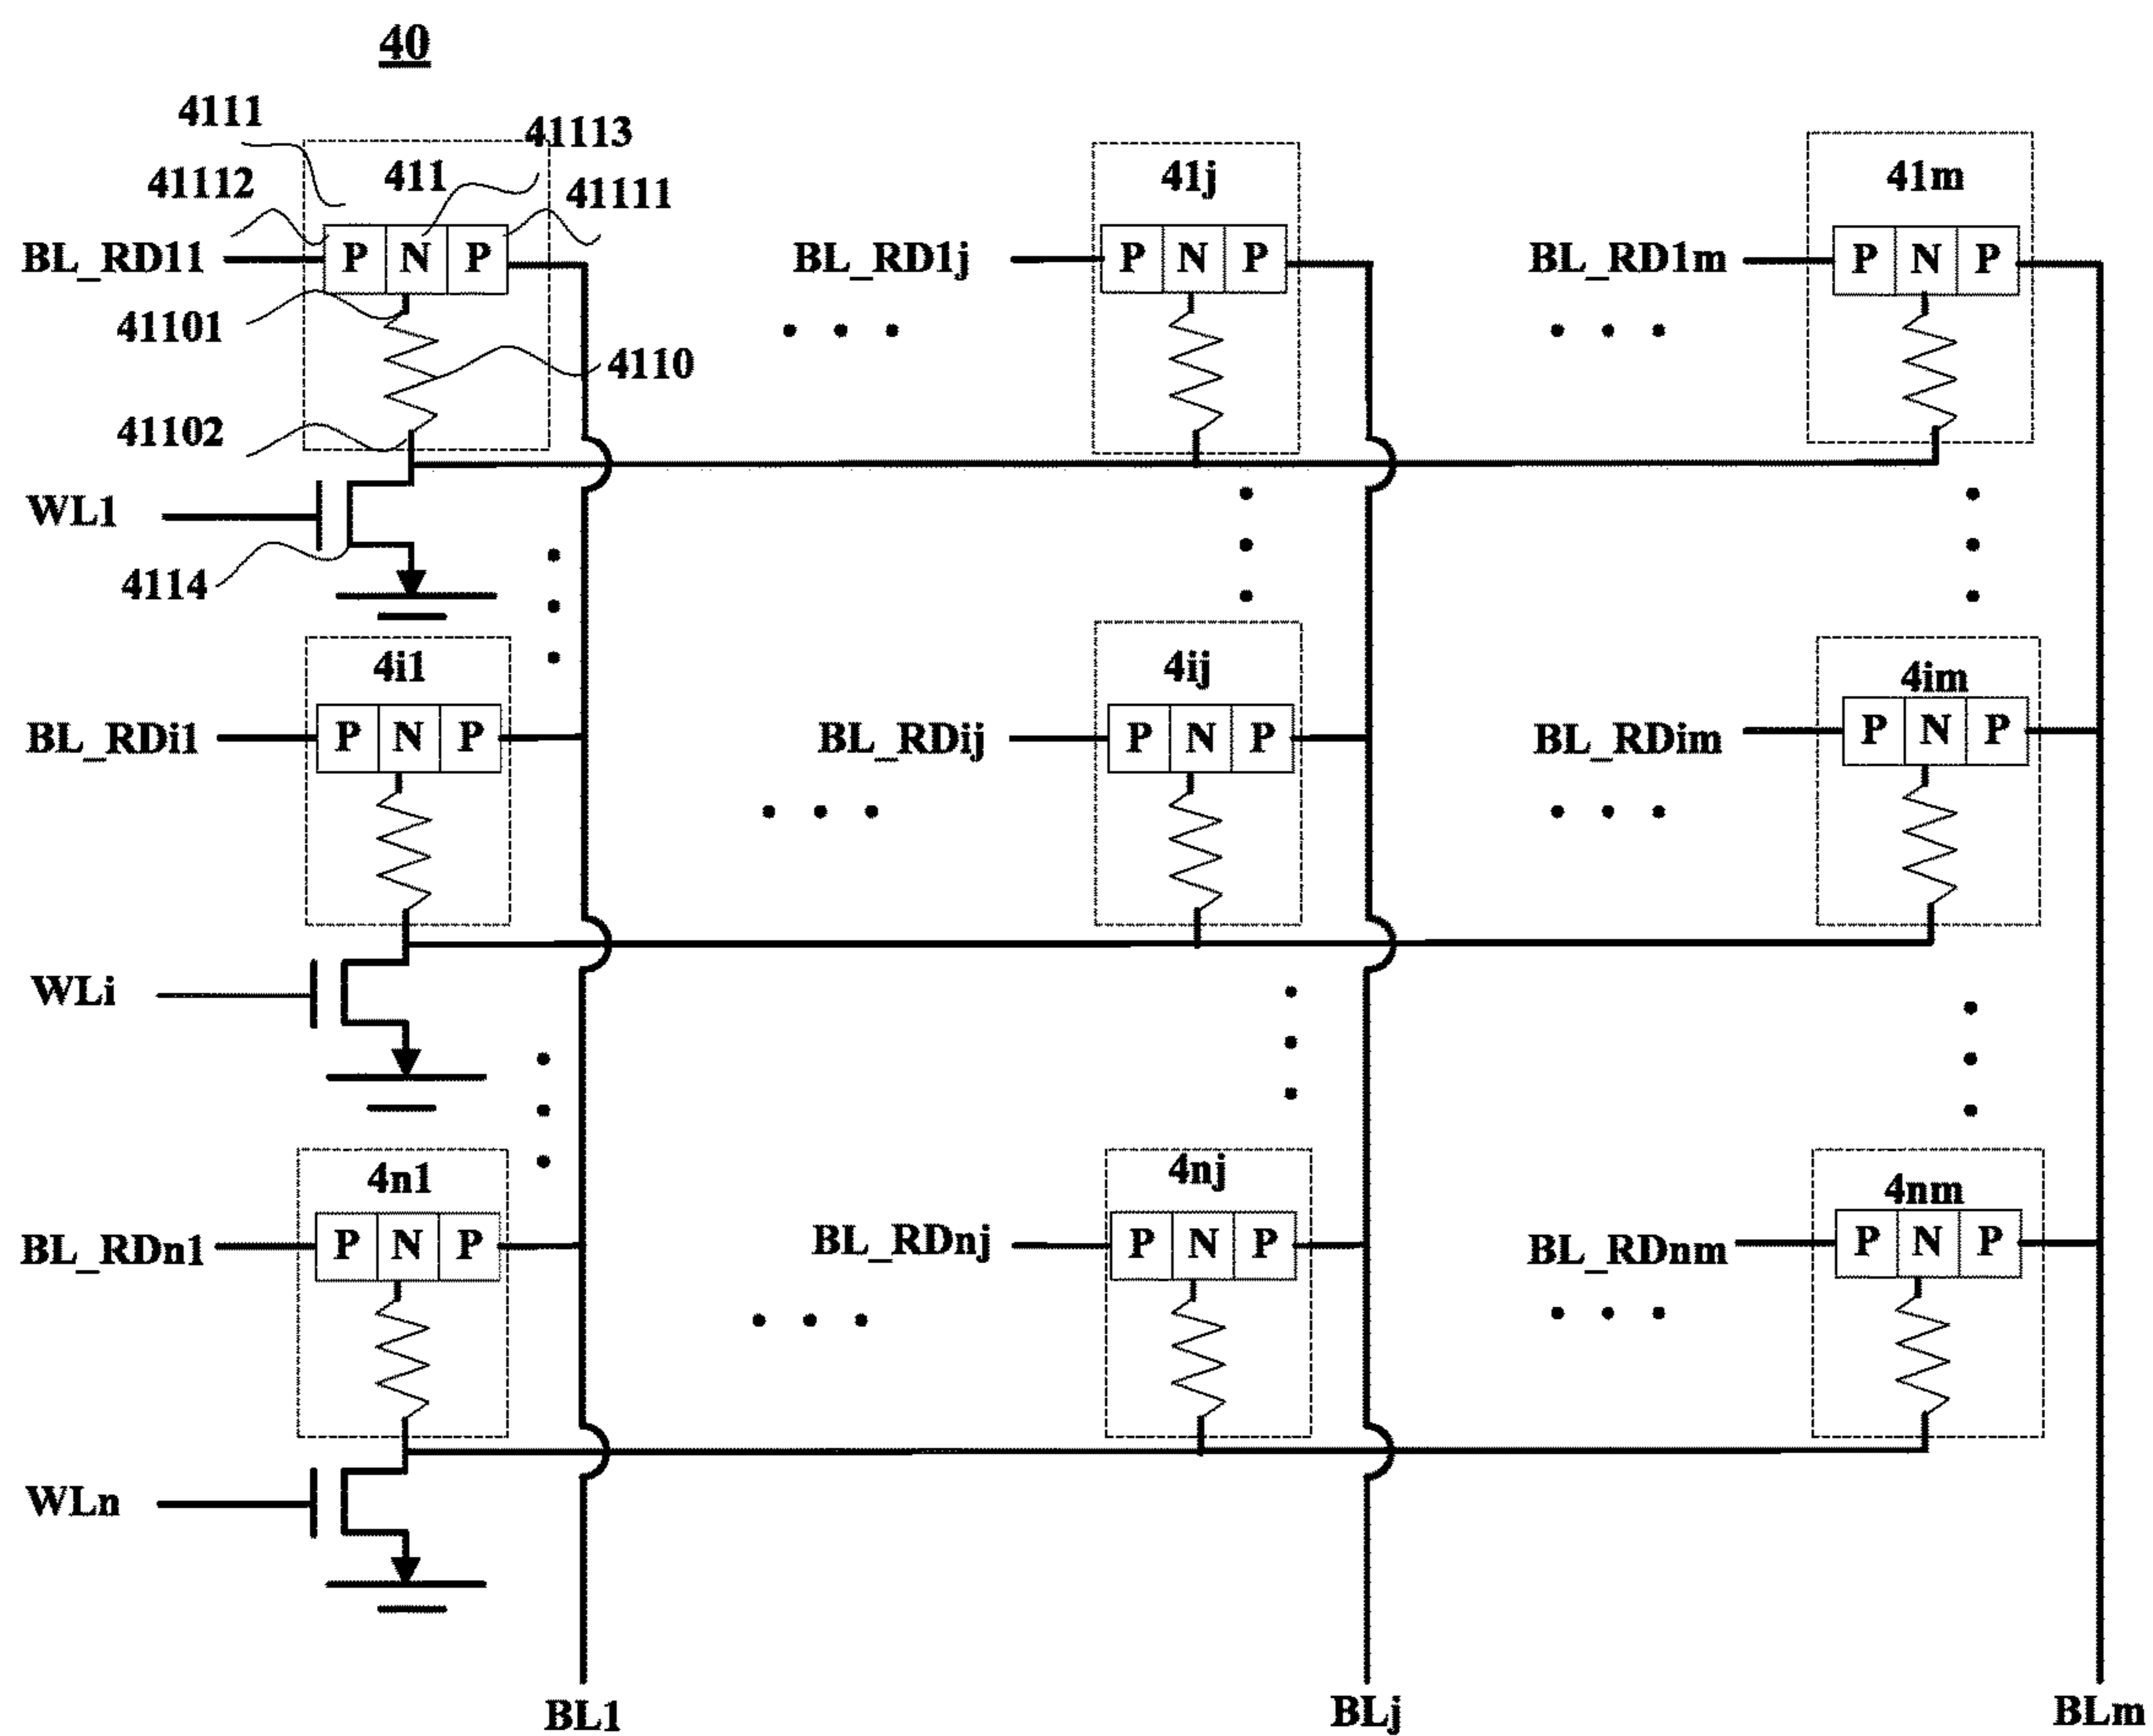 40
4111
41113
41112
411
41111
41j
41m
BL_RD11
P N P
BL_RD1j
P N P
BL_RD1m
P N P
41101
4110
41102
WL1
4114
4i1
4ij
4im
BL_RDi1
P N P
BL_RDij
P N P
BL_RDim
P N P
WLi
4n1
4nj
4nm
BL_RDn1
P N P
BL_RDnj
P N P
BL_RDnm
P N P
WLn
BL1
BLj
BLm